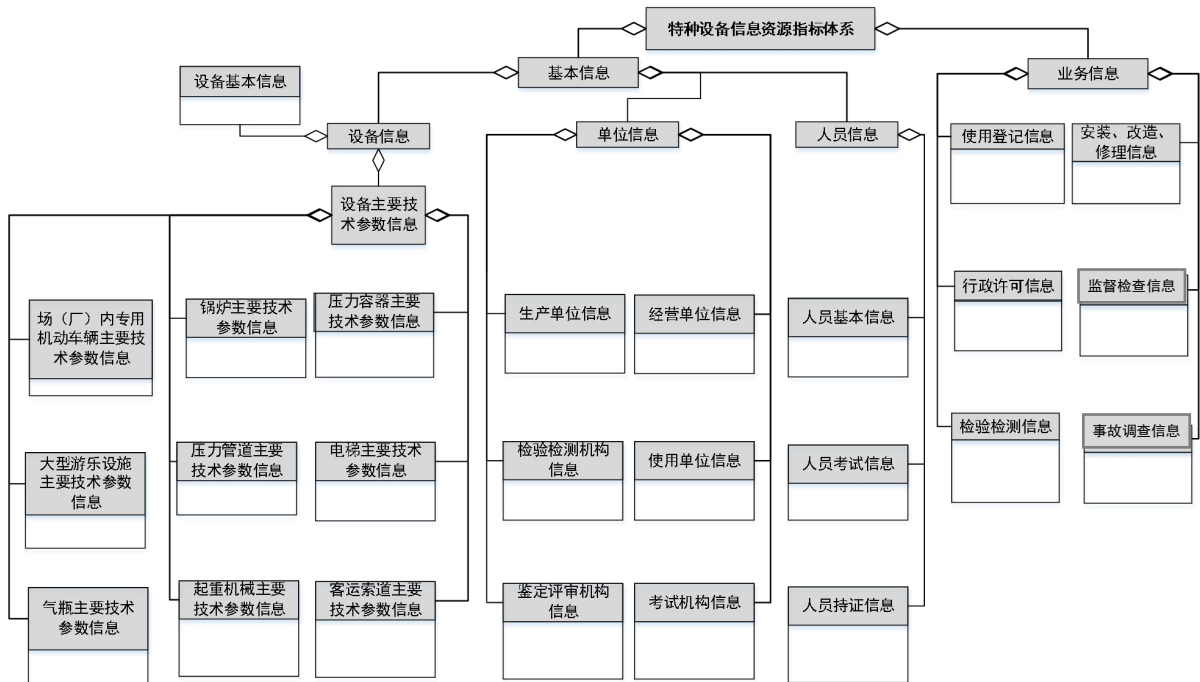 特种设备信息资源指标体系
基本信息
业务信息
设备基本信息
设备信息
单位信息
人员信息
使用登记信息
安装、改造、
修理信息
设备主要技
术参数信息
场（厂）内专用
机动车辆主要技
术参数信息
锅炉主要技术
参数信息
压力容器主要
技术参数信息
生产单位信息
经营单位信息
人员基本信息
行政许可信息
监督检查信息
大型游乐设施
主要技术参数
信息
压力管道主要
技术参数信息
电梯主要技术
参数信息
检验检测机构
信息
使用单位信息
人员考试信息
检验检测信息
事故调查信息
气瓶主要技术
参数信息
起重机械主要
技术参数信息
客运索道主要
技术参数信息
鉴定评审机构
信息
考试机构信息
人员持证信息